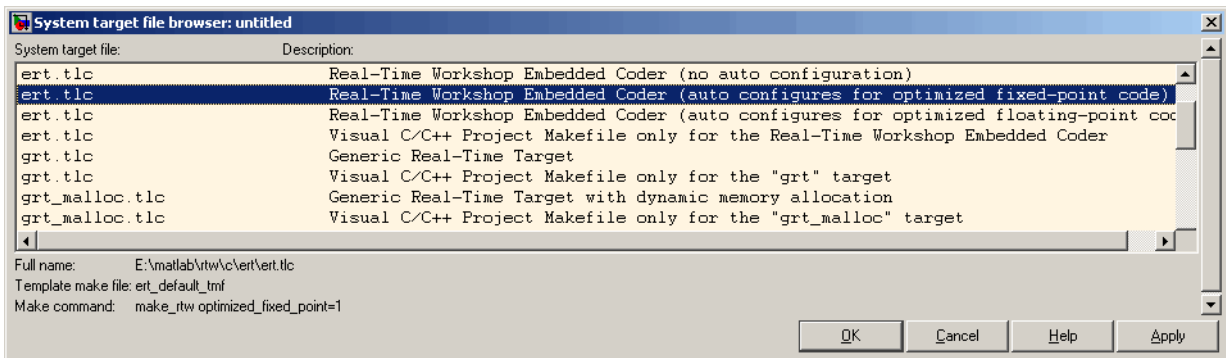 System target file browser: untitled
System target file: Description:
ert.tlc Real-Time Workshop Embedded Coder (no auto configuration)
ert.tlc Real-Time Workshop Embedded Coder (auto configures for optimized fixed-point code)
ert.tlc Real-Time Workshop Embedded Coder (auto configures for optimized floating-point cod
ert.tlc Visual C/C++ Project Makefile only for the Real-Time Workshop Embedded Coder
grt.tlc Generic Real-Time Target
grt.tlc Visual C/C++ Project Makefile only for the "grt" target
grt_malloc.tlc Generic Real-Time Target with dynamic memory allocation
grt_malloc.tlc Visual C/C++ Project Makefile only for the "grt_malloc" target
Full name: E:\matlab\rtw\c\ert\ert.tlc
Template make file: ert_default_tmf
Make command: make_rtw optimized_fixed_point=1
OK Cancel Help Apply